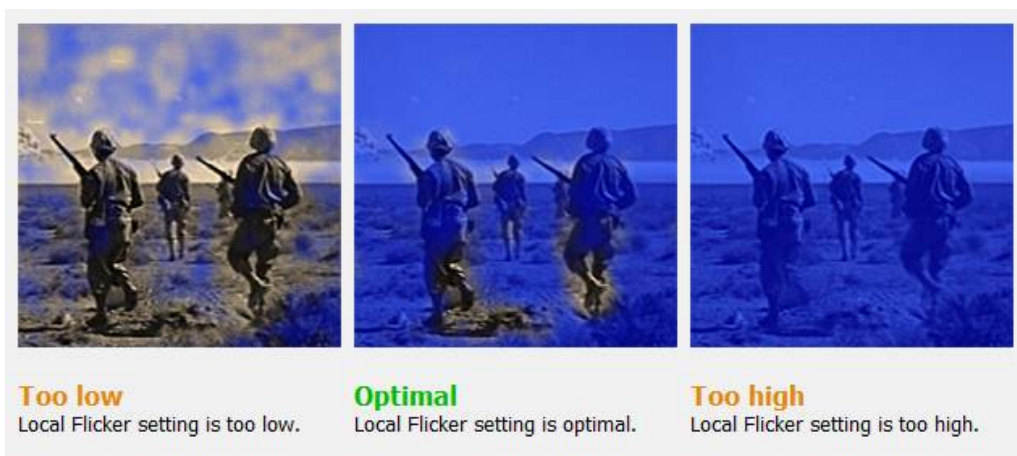 Too low
Local Flicker setting is too low.
Optimal
Local Flicker setting is optimal.
Too high
Local Flicker setting is too high.